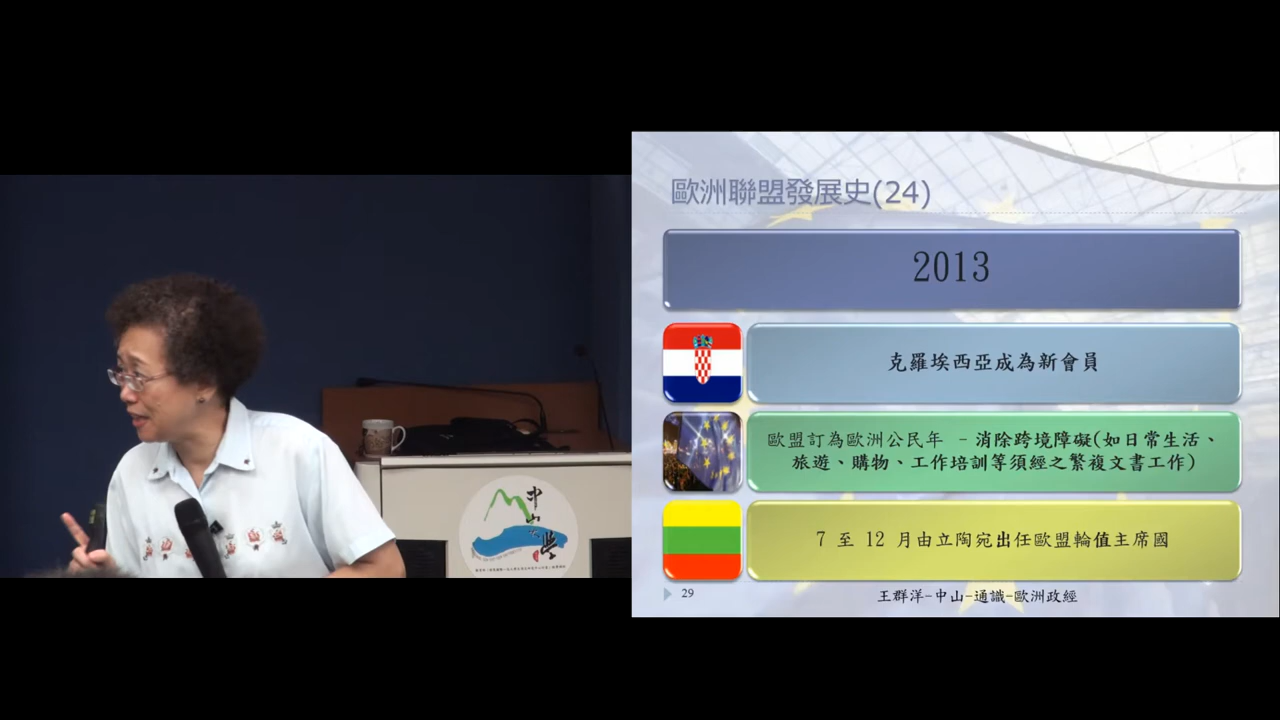 歐洲聯盟發展史(24)
2013
克羅埃西亞成為新會員
歐盟訂為歐洲公民年 –消除跨境障礙(如日常生活、
旅遊、購物、工作培訓等須經之繁複文書工作)
7 至 12 月由立陶宛出任歐盟輪值主席國
29
王群洋-中山-通識-歐洲政經
中山
學